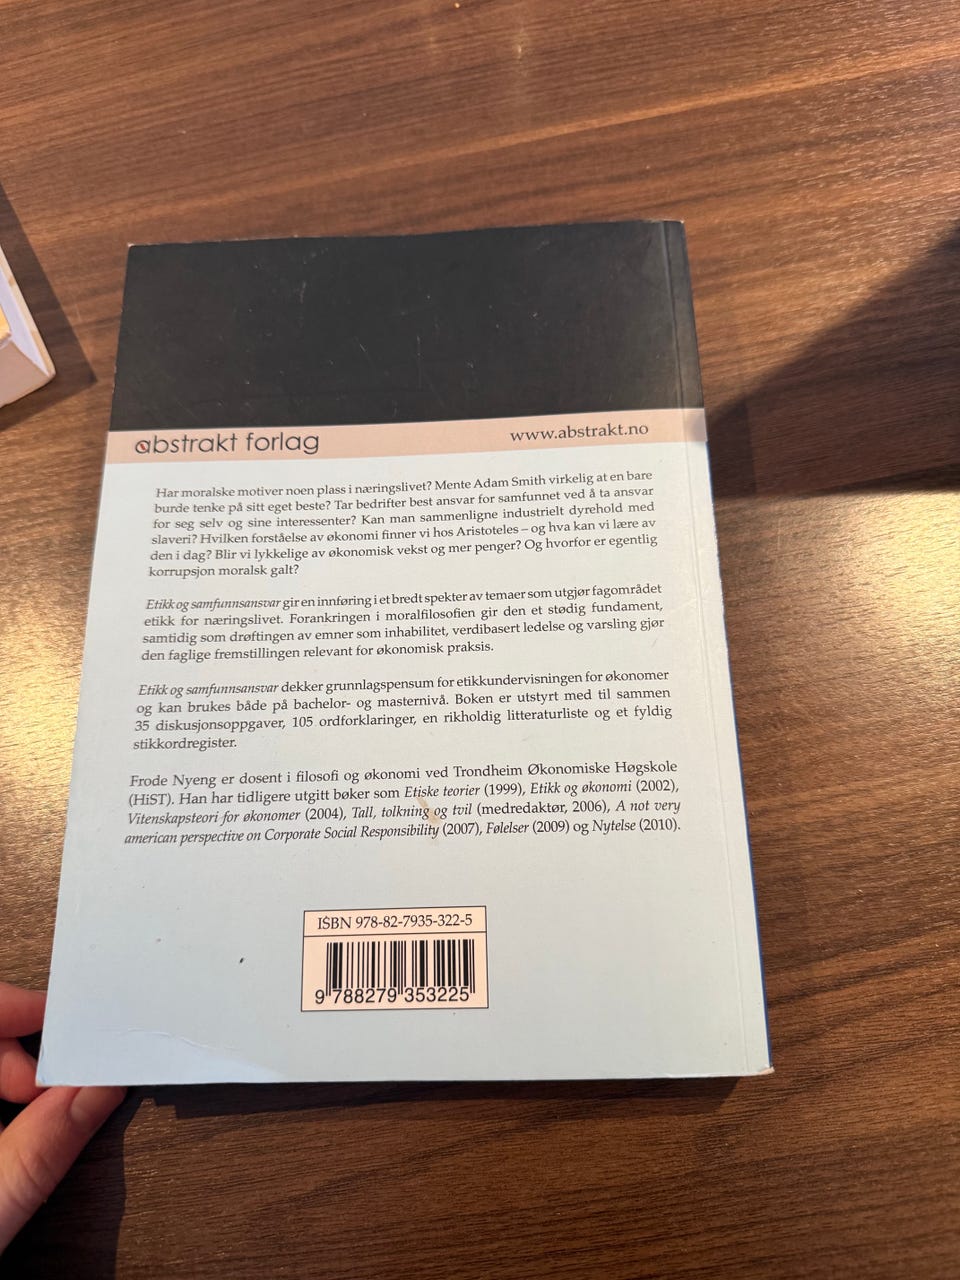 abstrakt forlag
www.abstrakt.no
Har moralske motiver noen plass i næringslivet? Mente Adam Smith virkelig at en bare
burde tenke på sitt eget beste? Tar bedrifter best ansvar for samfunnet ved å ta ansvar
for seg selv og sine interessenter? Kan man sammenligne industrielt dyrehold med
slaveri? Hvilken forståelse av økonomi finner vi hos Aristoteles – og hva kan vi lære av
den i dag? Blir vi lykkelige av økonomisk vekst og mer penger? Og hvorfor er egentlig
korrupsjon moralsk galt?
Etikk og samfunnsansvar gir en innføring i et bredt spekter av temaer som utgjør fagområdet
etikk for næringslivet. Forankringen i moralfilosofien gir den et stødig fundament,
samtidig som drøftingen av emner som inhabilitet, verdibasert ledelse og varsling gjør
den faglige fremstillingen relevant for økonomisk praksis.
Etikk og samfunnsansvar dekker grunnlagspensum for etikkundervisningen for økonomer
og kan brukes både på bachelor- og masternivå. Boken er utstyrt med til sammen
35 diskusjonsoppgaver, 105 ordforklaringer, en rikholdig litteraturliste og et fyldig
stikkordregister.
Frode Nyeng er dosent i filosofi og økonomi ved Trondheim Økonomiske Høgskole
(HiST). Han har tidligere utgitt bøker som Etiske teorier (1999), Etikk og økonomi (2002),
Vitenskapsteori for økonomer (2004), Tall, tolkning og tvil (medredaktør, 2006), A not very
american perspective on Corporate Social Responsibility (2007), Følelser (2009) og Nytelse (2010).
ISBN 978-82-7935-322-5
9 788279 353225